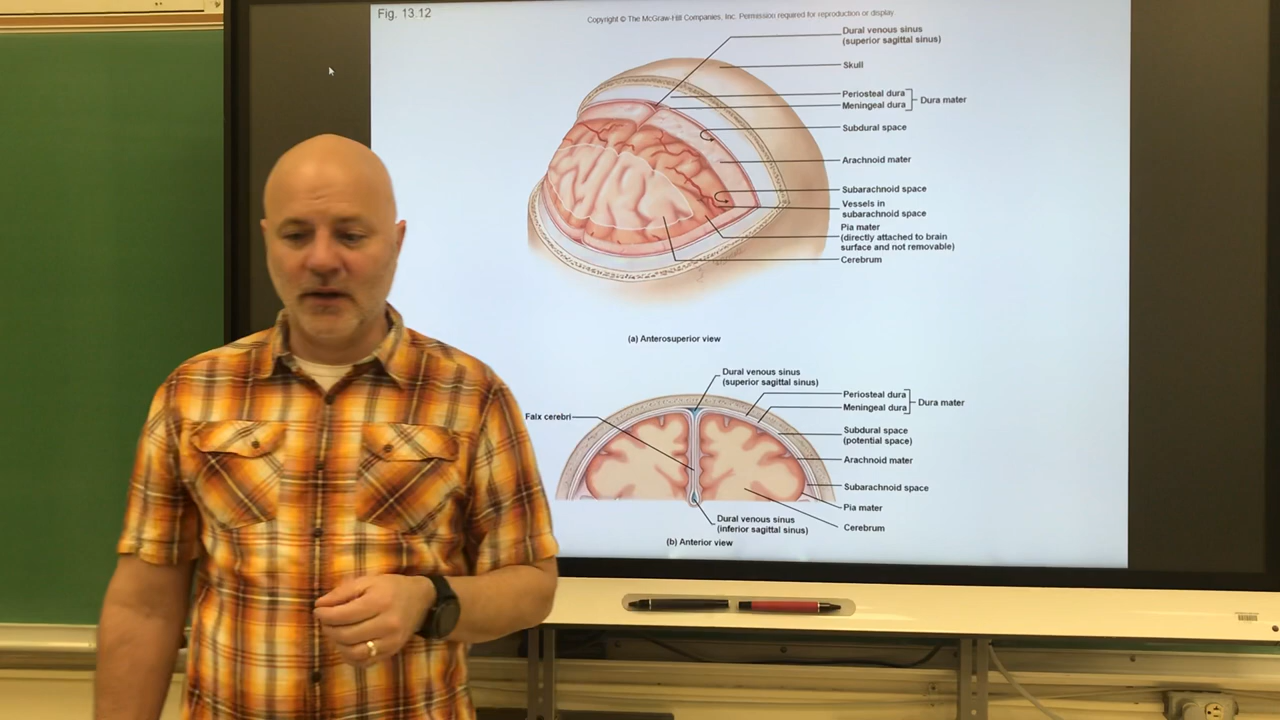 Fig. 13.12
Copyright © The McGraw-Hill Companies, Inc. Permission required for reproduction or display.
Dural venous sinus
(superior sagittal sinus)
Skull
Periosteal dura
Meningeal dura
Dura mater
Subdural space
Arachnoid mater
Subarachnoid space
Vessels in
subarachnoid space
Pia mater
(directly attached to brain
surface and not removable)
Cerebrum
(a) Anterosuperior view
Dural venous sinus
(superior sagittal sinus)
Falx cerebri
Periosteal dura
Meningeal dura
Dura mater
Subdural space
(potential space)
Arachnoid mater
Subarachnoid space
Pia mater
Cerebrum
Dural venous sinus
(inferior sagittal sinus)
(b) Anterior view